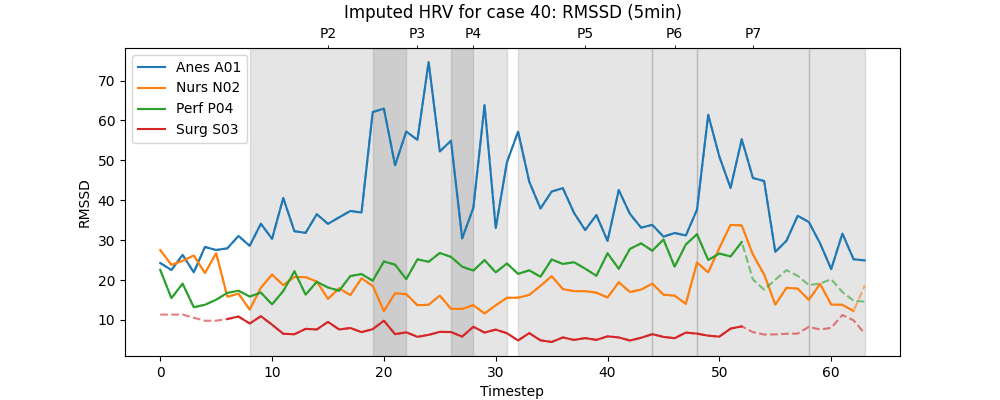 Imputed HRV for case 40: RMSSD (5min)
P2 P3 P4 P5 P6 P7
Anes A01
Nurs N02
Perf P04
Surg S03
70
60
50
40
30
20
10
RMSSD
0 10 20 30 40 50 60
Timestep